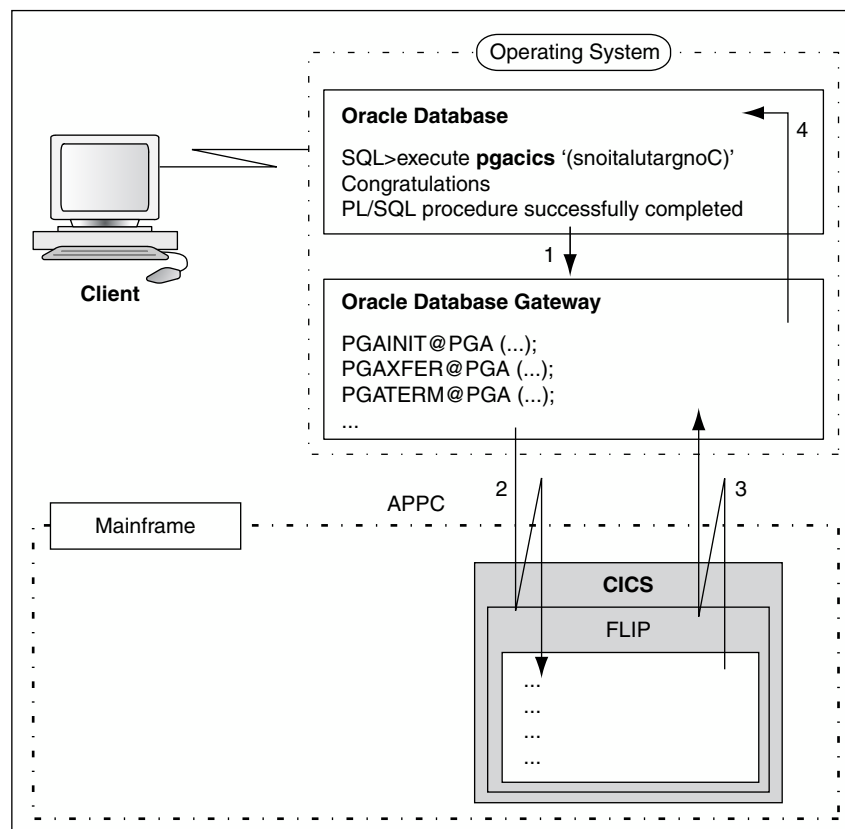 Operating System
Oracle Database
SQL>execute pgacics ‘(snoitalutargnoC)’
Congratulations
PL/SQL procedure successfully completed
4
1
Client
Oracle Database Gateway
PGAINIT@PGA (...);
PGAXFER@PGA (...);
PGATERM@PGA (...);
...
2
3
APPC
Mainframe
CICS
FLIP
...
...
...
...